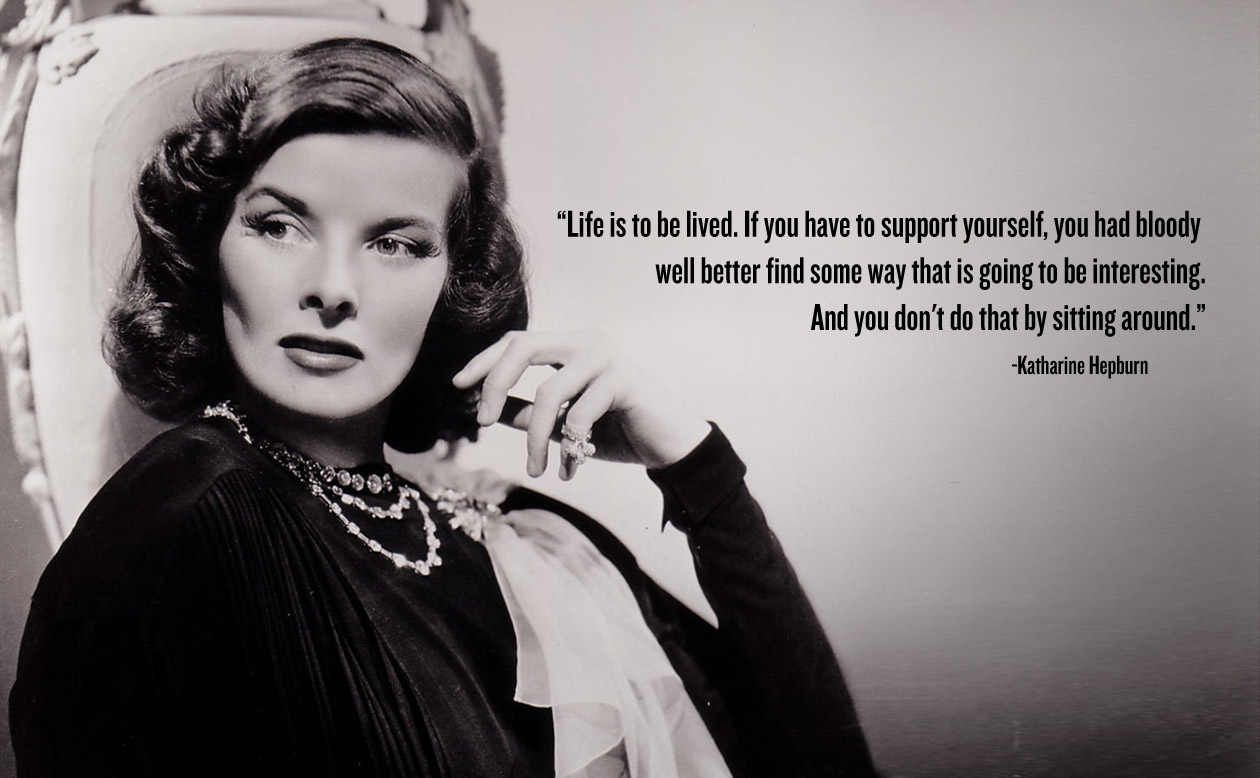 “Life is to be lived. If you have to support yourself, you had bloody
well better find some way that is going to be interesting.
And you don't do that by sitting around.”
-Katharine Hepburn